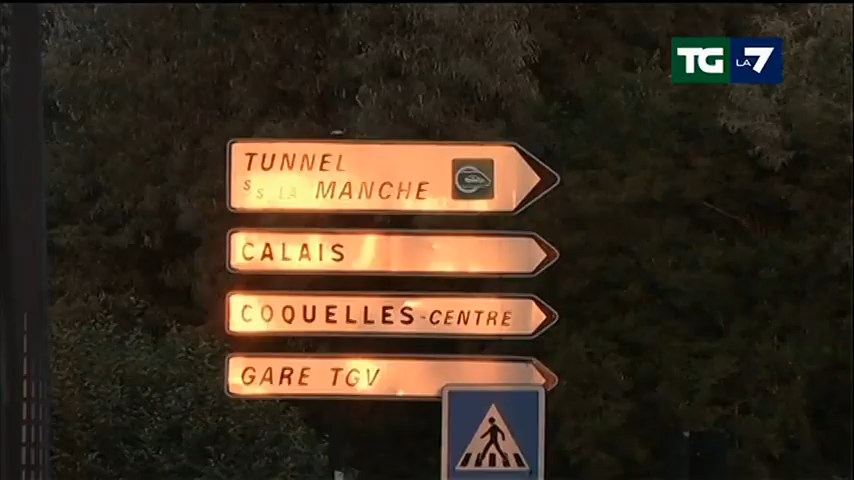 TG LA7
TUNNEL
Ss LA MANCHE
CALAIS
COQUELLES-CENTRE
GARE TGV